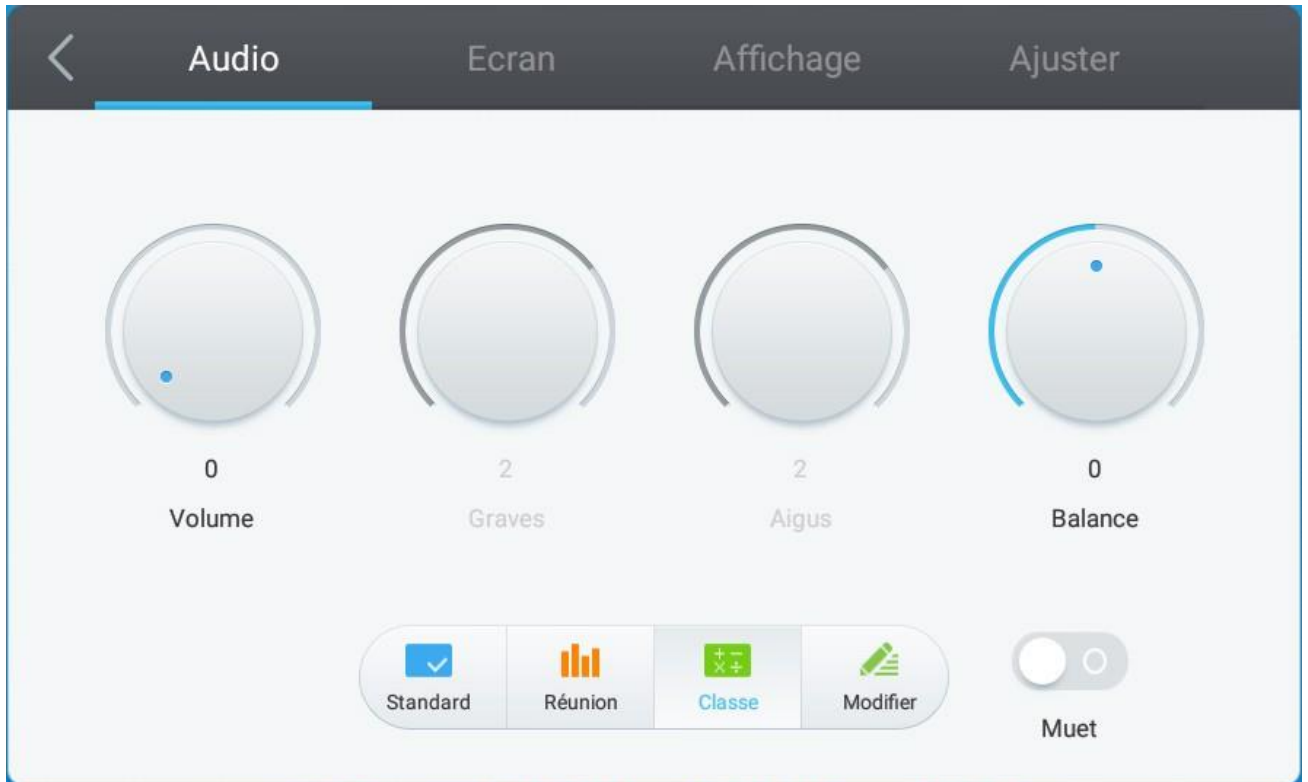 Audio Ecran Affichage Ajuster
0 2 2 0
Volume Graves Aigus Balance
Standard Réunion Classe Modifier
Muet